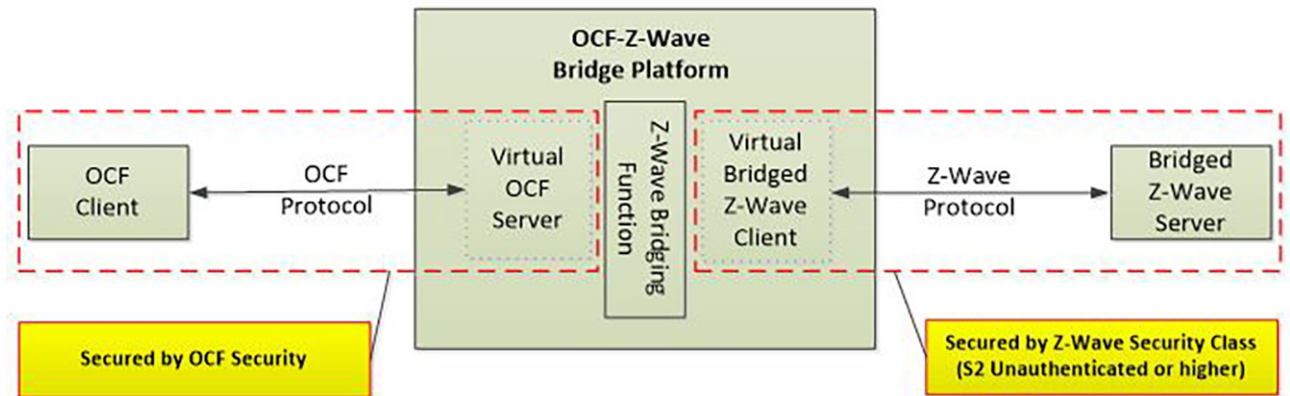 OCF-Z-Wave
Bridge Platform
OCF
Client
OCF
Protocol
Virtual
OCF
Server
Z-Wave Bridging
Function
Virtual
Bridged
Z-Wave
Client
Z-Wave
Protocol
Bridged
Z-Wave
Server
Secured by OCF Security
Secured by Z-Wave Security Class
(S2 Unauthenticated or higher)